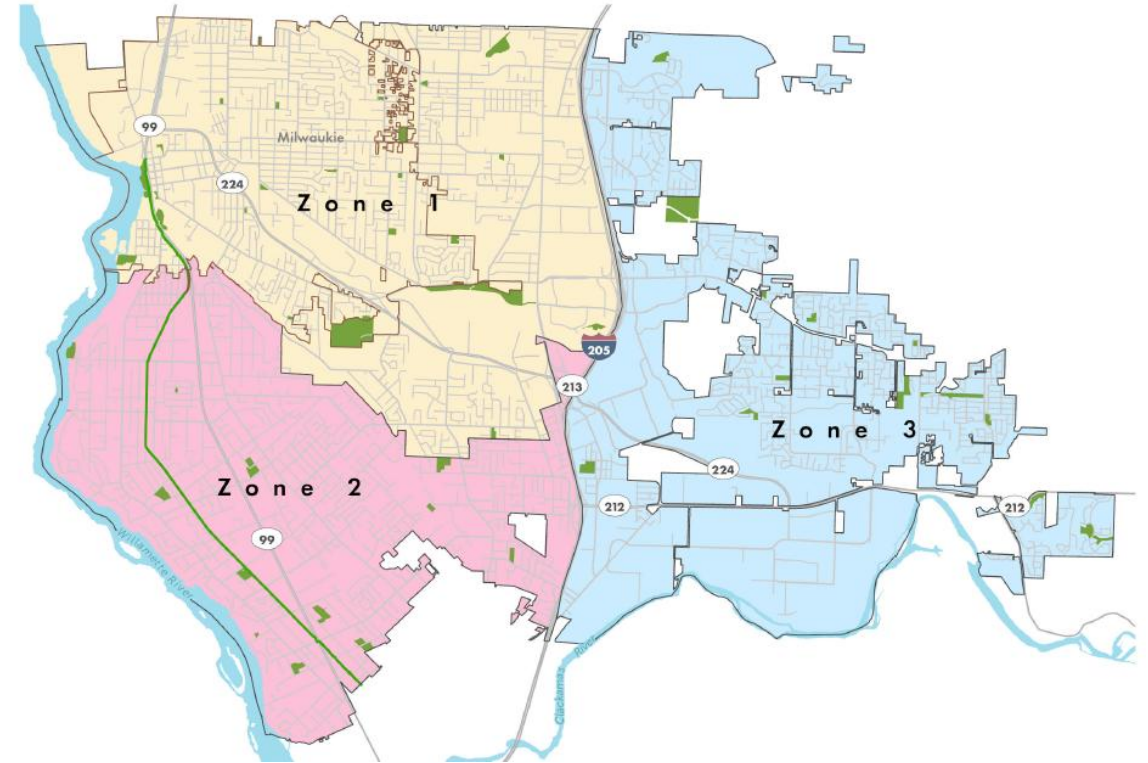 99
Milwaukie
224
Zone 1
205
213
Zone 3
224
Zone 2
212
212
99
Willamette River
Clackamas River